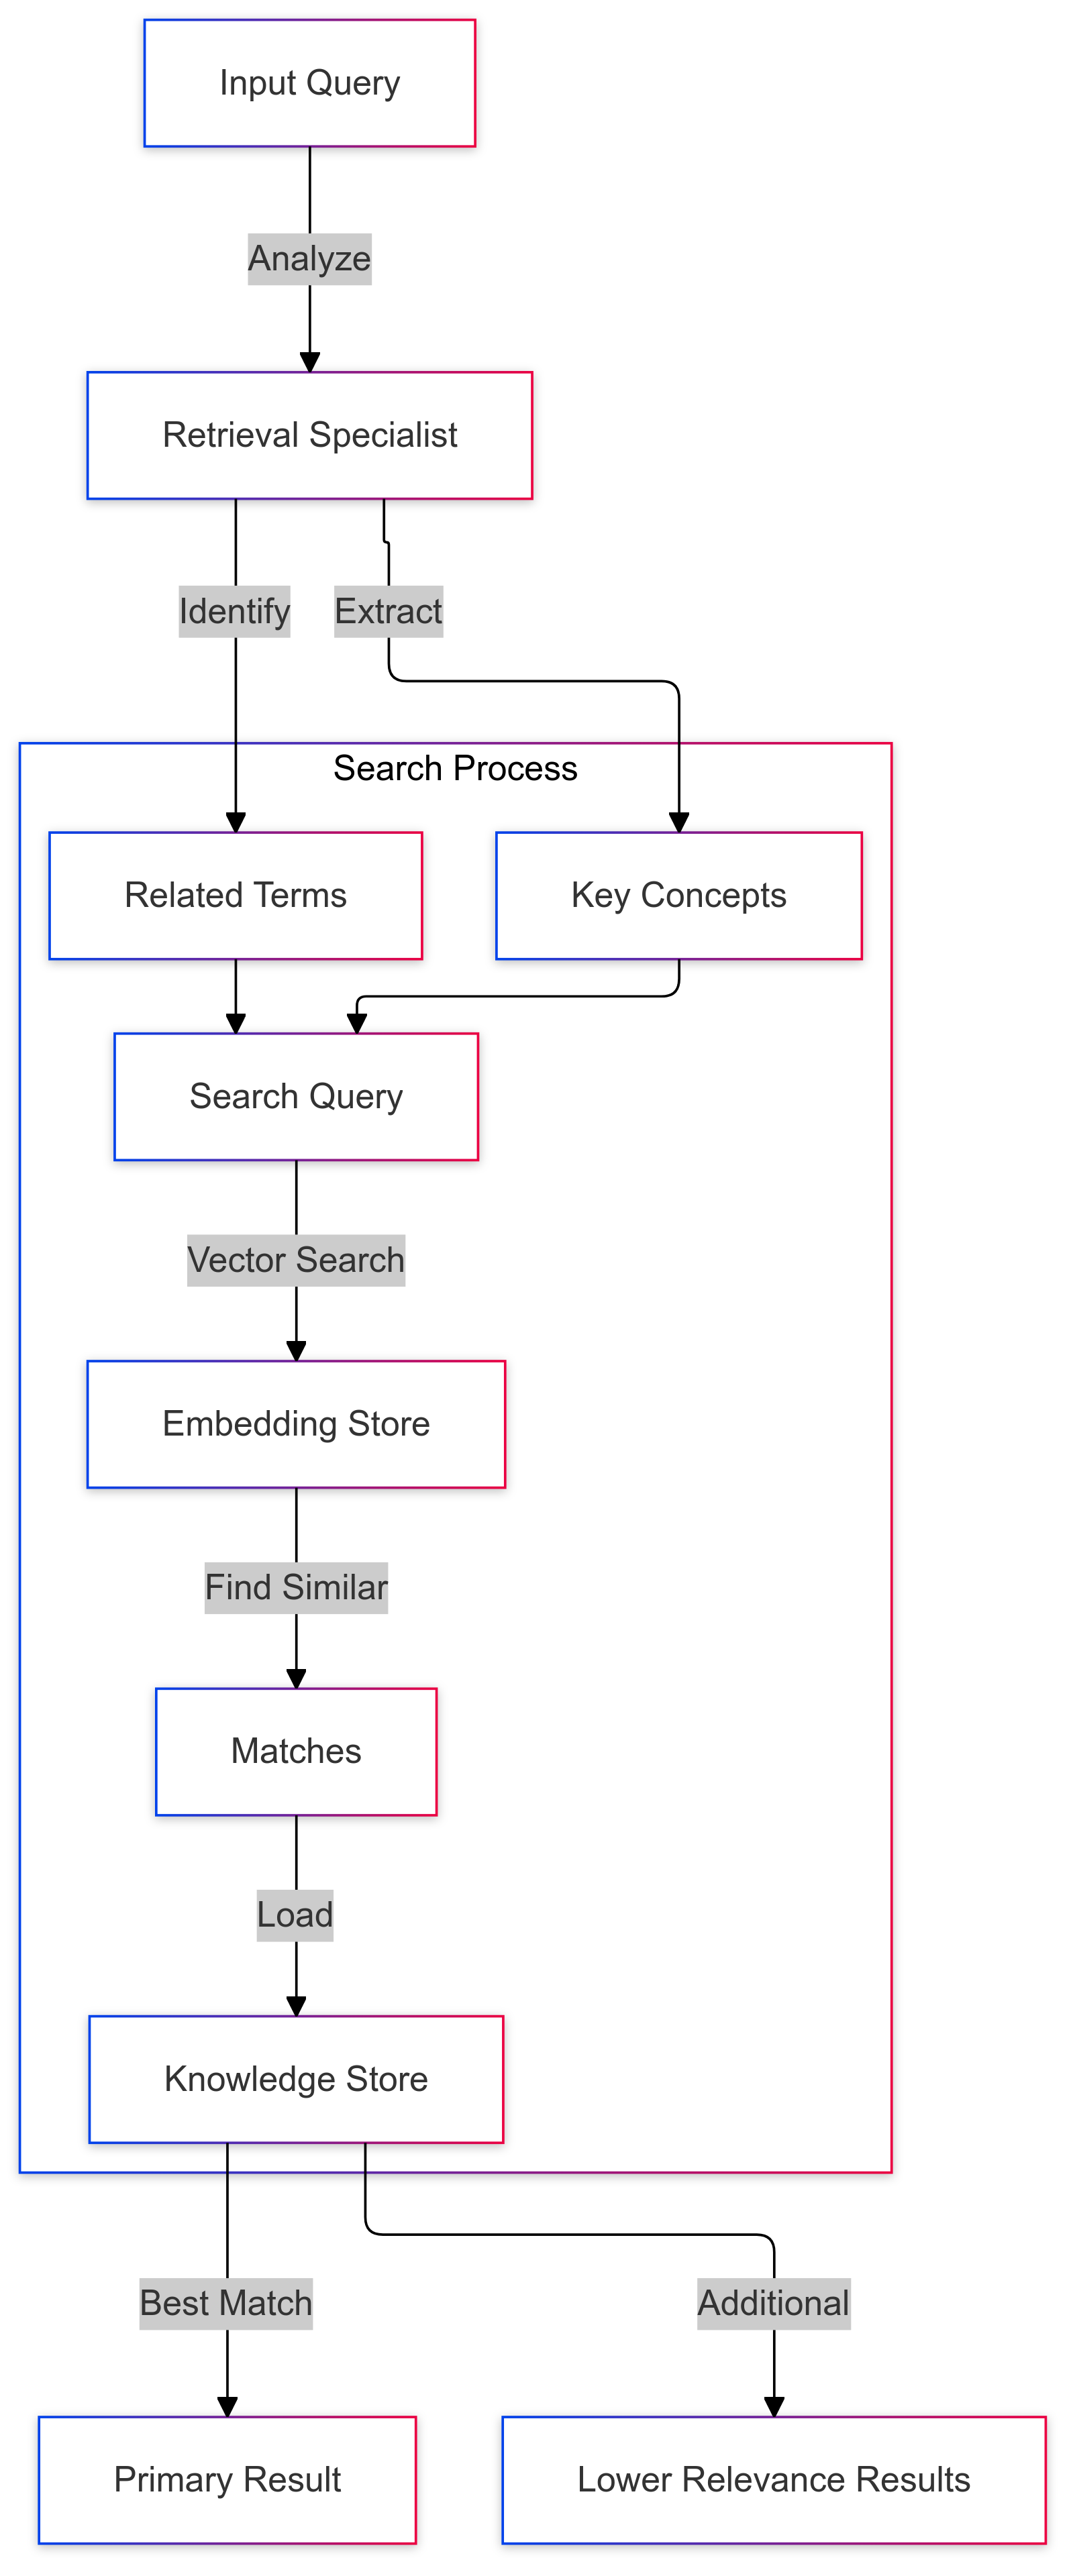 Input Query
Analyze
Retrieval Specialist
Identify
Extract
Search Process
Related Terms
Key Concepts
Search Query
Vector Search
Embedding Store
Find Similar
Matches
Load
Knowledge Store
Best Match
Additional
Primary Result
Lower Relevance Results